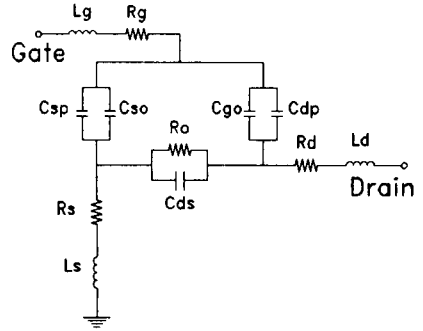 Lg Rg
Gate
Csp Cso Cgo Cdp
Ro Rd Ld
Drain
Cds
Rs
Ls